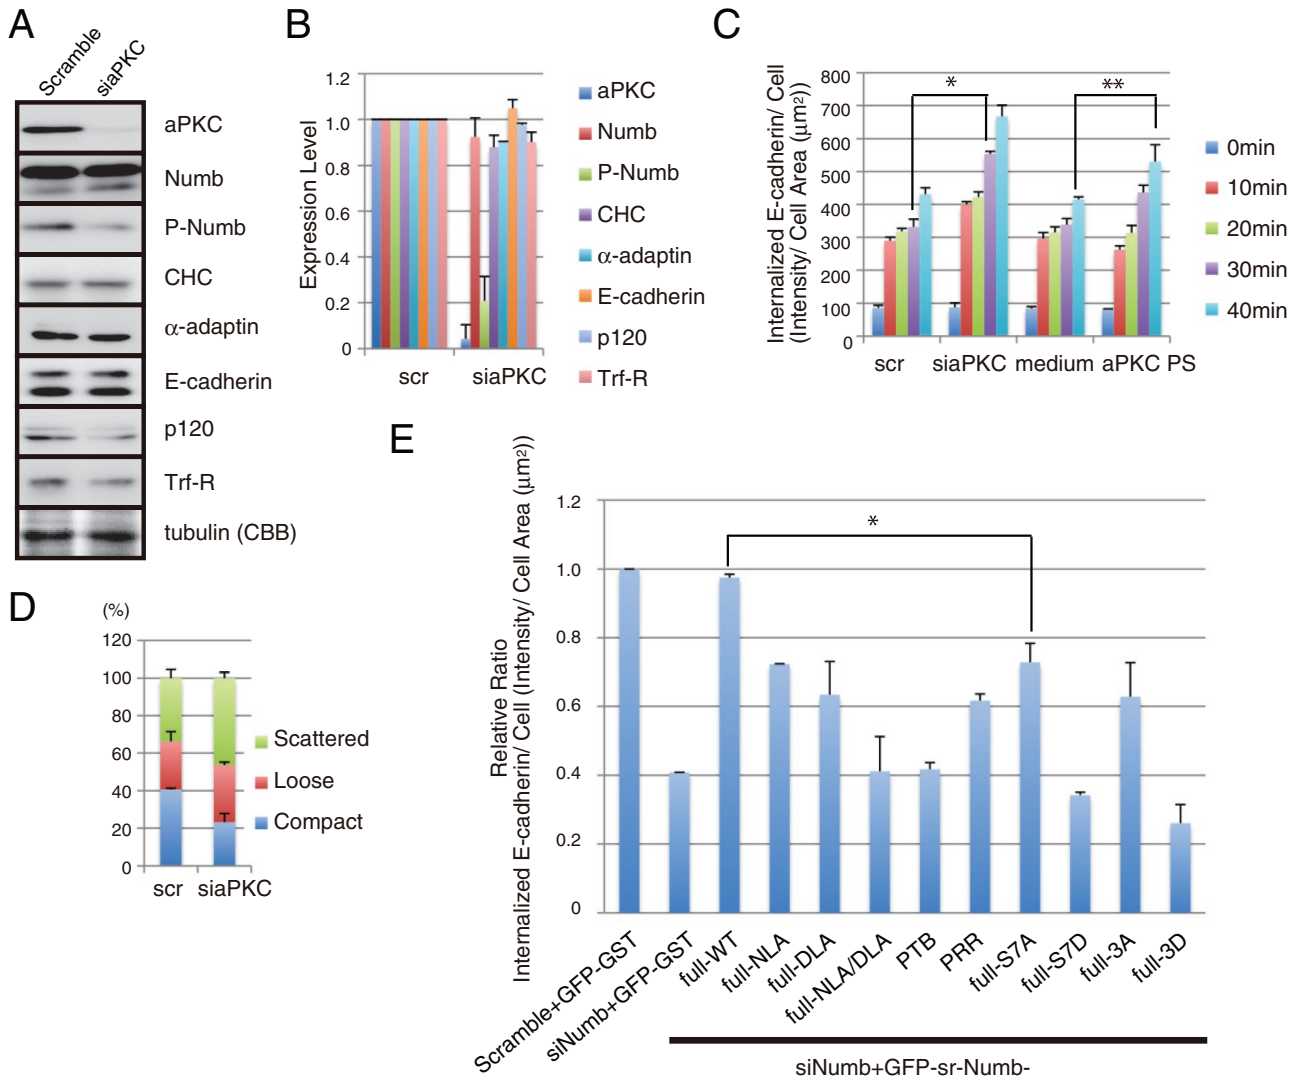 A
Scramble
siaPKC
aPKC
Numb
P-Numb
CHC
α-adaptin
E-cadherin
p120
Trf-R
tubulin (CBB)
B
Expression Level
1.2
1.0
0.8
0.6
0.4
0.2
0
scr
siaPKC
aPKC
Numb
P-Numb
CHC
α-adaptin
E-cadherin
p120
Trf-R
C
Internalized E-cadherin/ Cell
(Intensity/ Cell Area (μm²))
800
700
600
500
400
300
200
100
0
*
**
scr
siaPKC
medium
aPKC PS
0min
10min
20min
30min
40min
D
(%)
120
100
80
60
40
20
0
scr
siaPKC
Scattered
Loose
Compact
E
Relative Ratio
Internalized E-cadherin/ Cell (Intensity/ Cell Area (μm²))
1.2
1.0
0.8
0.6
0.4
0.2
0
*
Scramble+GFP-GST
siNumb+GFP-GST
full-WT
full-NLA
full-DLA
full-NLA/DLA
PTB
PRR
full-S7A
full-S7D
full-3A
full-3D
siNumb+GFP-sr-Numb-